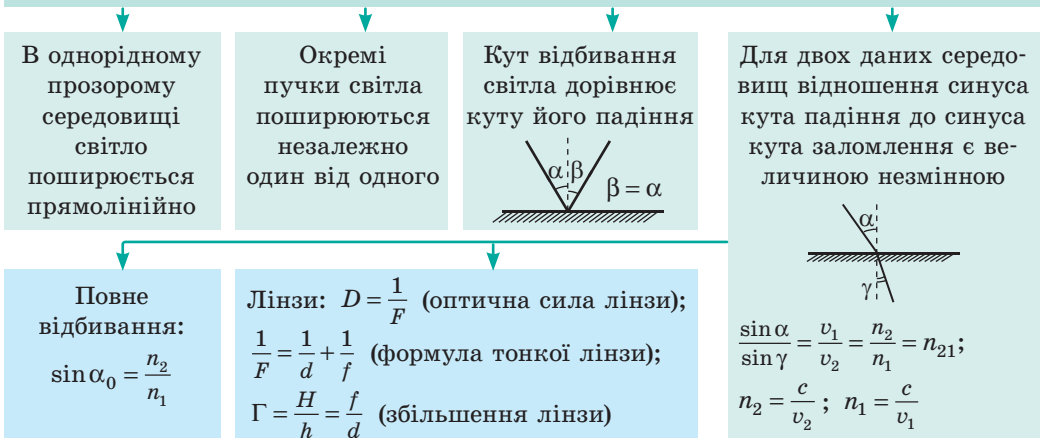 В однорідному
прозорому
середовищі
світло
поширюється
прямолінійно
Окремі
пучки світла
поширюються
незалежно
один від одного
Кут відбивання
світла дорівнює
куту його падіння
α β
β = α
Для двох даних середо-
вищ відношення синуса
кута падіння до синуса
кута заломлення є ве-
личиною незмінною
α
γ
sin α / sin γ = v₁/v₂ = n₂/n₁ = n₂₁;
n₂ = c/v₂; n₁ = c/v₁
Повне
відбивання:
sin α₀ = n₂/n₁
Лінзи: D = 1/F (оптична сила лінзи);
1/F = 1/d + 1/f (формула тонкої лінзи);
Γ = H/h = f/d (збільшення лінзи)